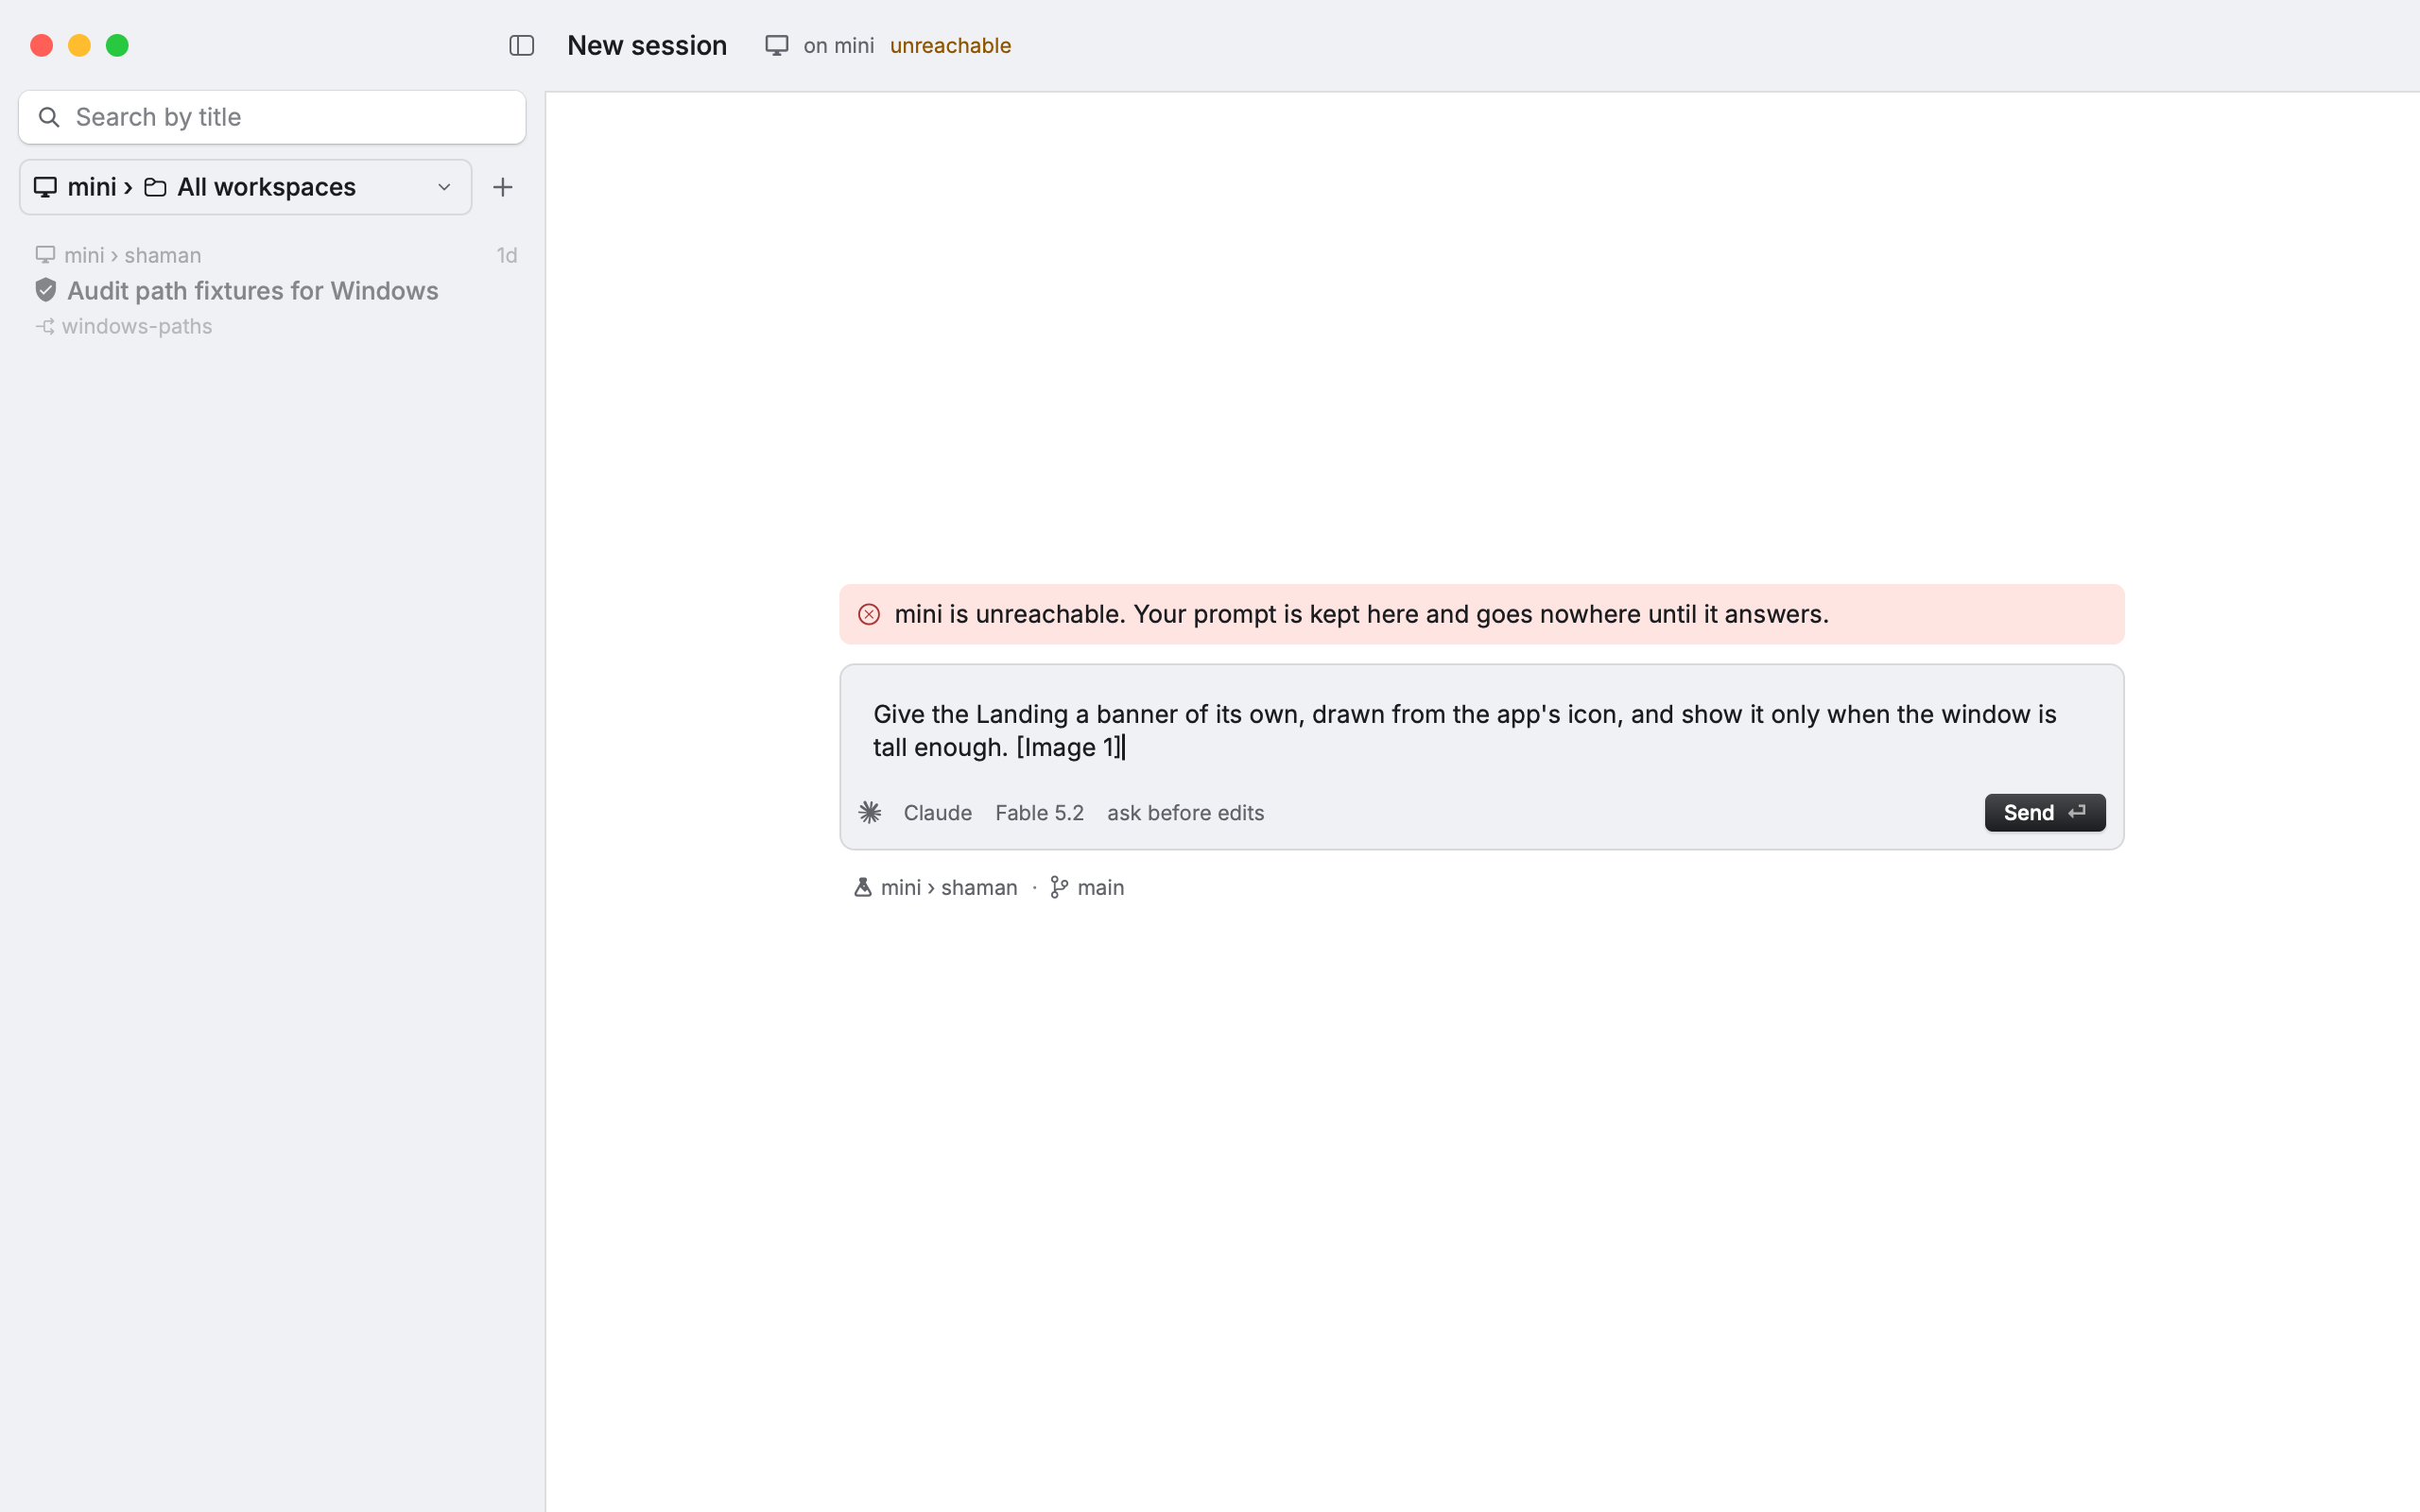 New session
on mini unreachable
Search by title
mini › All workspaces
mini › shaman 1d
Audit path fixtures for Windows
windows-paths
mini is unreachable. Your prompt is kept here and goes nowhere until it answers.
Give the Landing a banner of its own, drawn from the app's icon, and show it only when the window is
tall enough. [Image 1]
Claude Fable 5.2 ask before edits
Send
mini › shaman · main